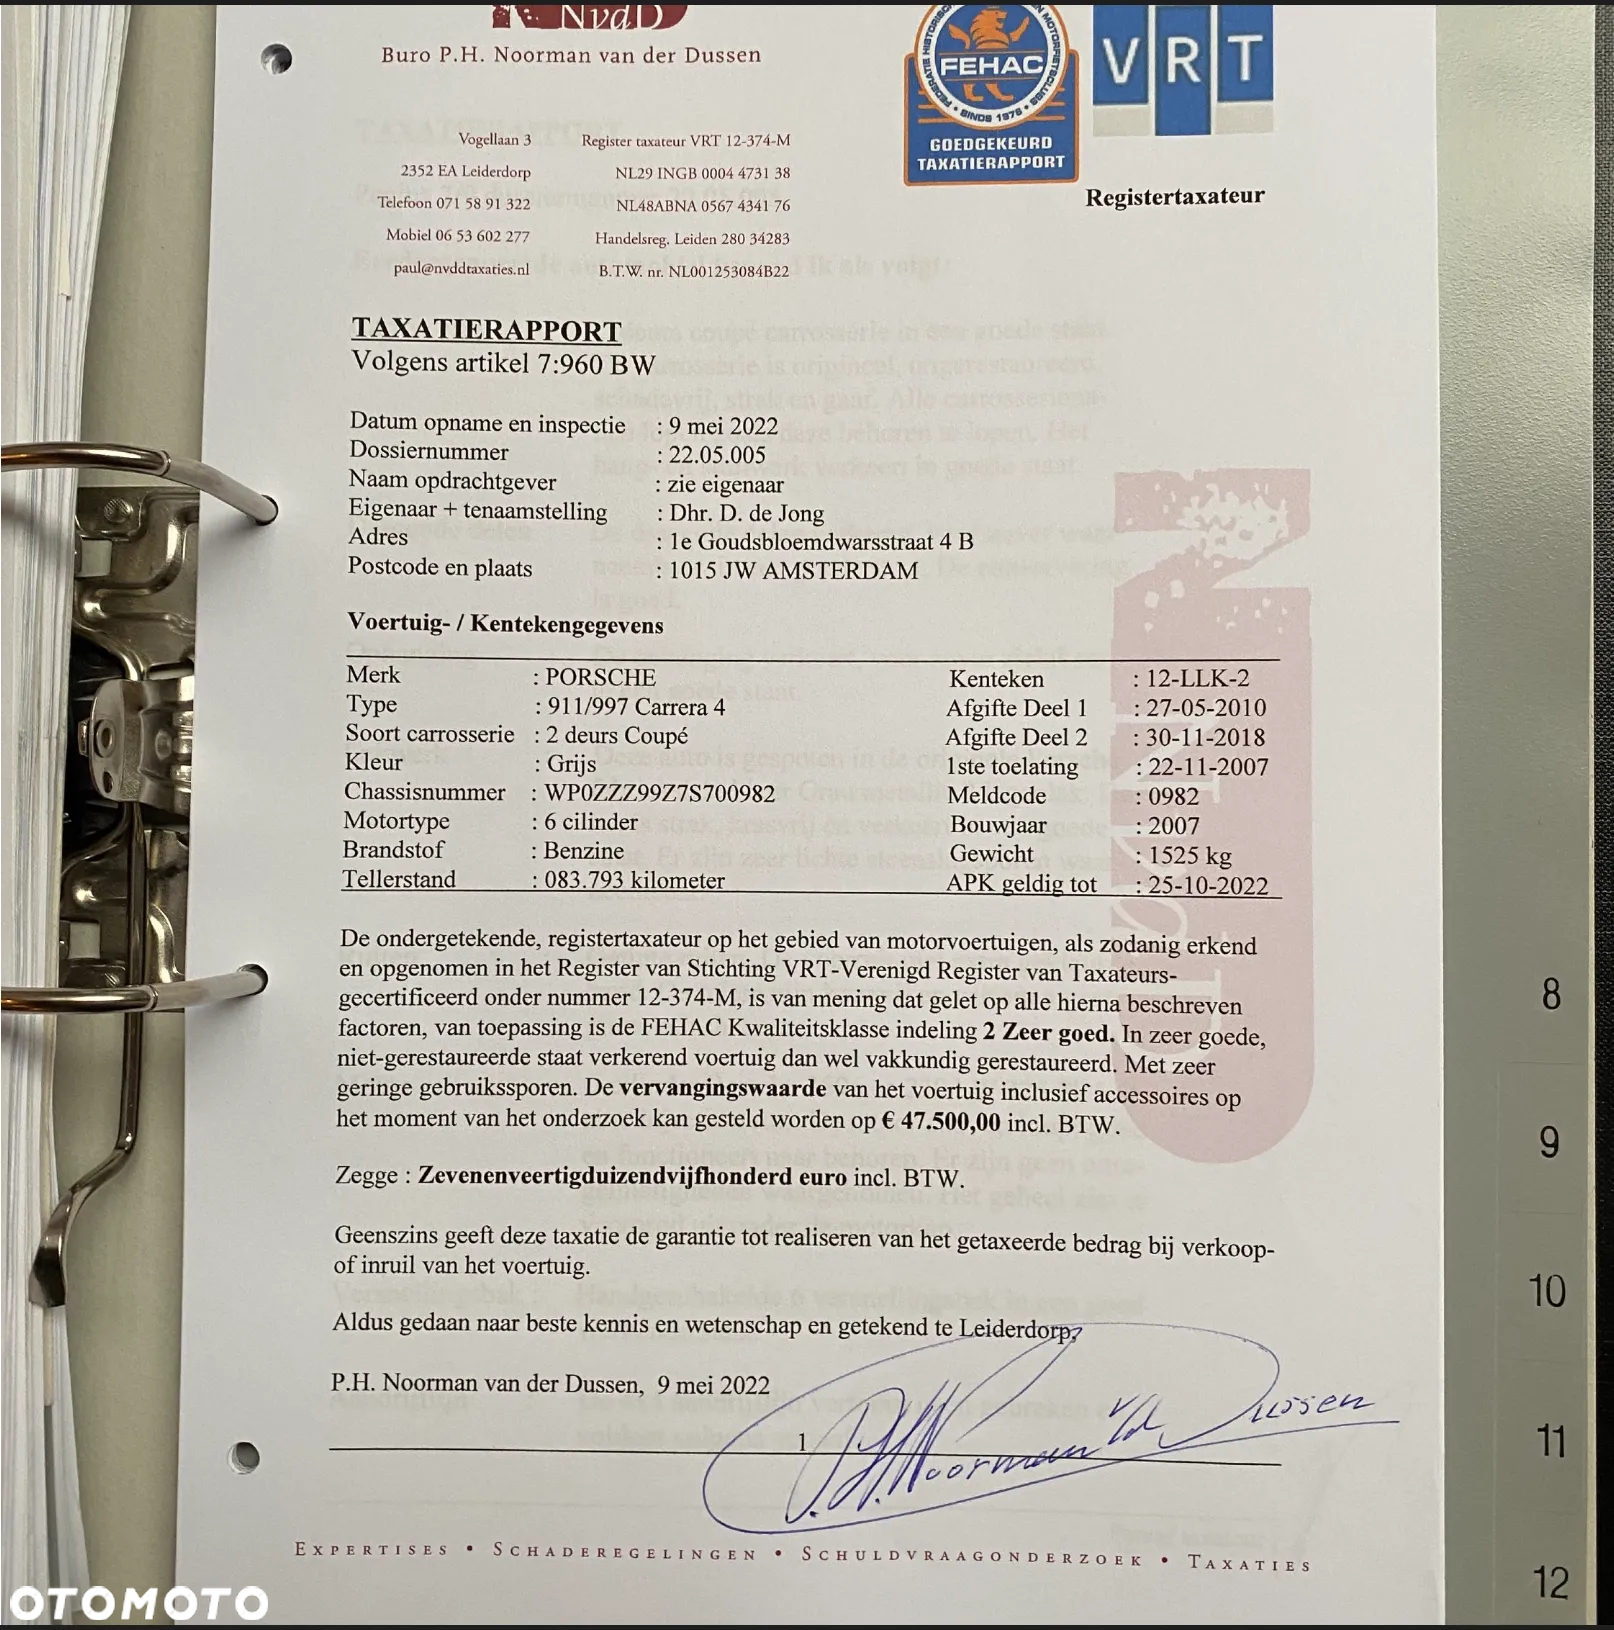 NvdD
Buro P.H. Noorman van der Dussen
FEHAC
SINDS 1976
GOEDGEKEURD
TAXATIERAPPORT
VRT
Registertaxateur
Vogellaan 3
2352 EA Leiderdorp
Telefoon 071 58 91 322
Mobiel 06 53 602 277
paul@nvddtaxaties.nl
Register taxateur VRT 12-374-M
NL29 INGB 0004 4731 38
NL48ABNA 0567 4341 76
Handelsreg. Leiden 280 34283
B.T.W. nr. NL001253084B22
TAXATIERAPPORT
Volgens artikel 7:960 BW
Datum opname en inspectie : 9 mei 2022
Dossiernummer : 22.05.005
Naam opdrachtgever : zie eigenaar
Eigenaar + tenaamstelling : Dhr. D. de Jong
Adres : 1e Goudsbloemdwarsstraat 4 B
Postcode en plaats : 1015 JW AMSTERDAM
Voertuig- / Kentekengegevens
Merk : PORSCHE Kenteken : 12-LLK-2
Type : 911/997 Carrera 4 Afgifte Deel 1 : 27-05-2010
Soort carrosserie : 2 deurs Coupé Afgifte Deel 2 : 30-11-2018
Kleur : Grijs 1ste toelating : 22-11-2007
Chassisnummer : WP0ZZZ99Z7S700982 Meldcode : 0982
Motortype : 6 cilinder Bouwjaar : 2007
Brandstof : Benzine Gewicht : 1525 kg
Tellerstand : 083.793 kilometer APK geldig tot : 25-10-2022
De ondergetekende, registertaxateur op het gebied van motorvoertuigen, als zodanig erkend
en opgenomen in het Register van Stichting VRT-Verenigd Register van Taxateurs-
gecertificeerd onder nummer 12-374-M, is van mening dat gelet op alle hierna beschreven
factoren, van toepassing is de FEHAC Kwaliteitsklasse indeling 2 Zeer goed. In zeer goede,
niet-gerestaureerde staat verkerend voertuig dan wel vakkundig gerestaureerd. Met zeer
geringe gebruikssporen. De vervangingswaarde van het voertuig inclusief accessoires op
het moment van het onderzoek kan gesteld worden op € 47.500,00 incl. BTW.
Zegge : Zevenenveertigduizendvijfhonderd euro incl. BTW.
Geenszins geeft deze taxatie de garantie tot realiseren van het getaxeerde bedrag bij verkoop-
of inruil van het voertuig.
Aldus gedaan naar beste kennis en wetenschap en getekend te Leiderdorp,
P.H. Noorman van der Dussen, 9 mei 2022
1
P.H. Noorman v/d Dussen
EXPERTISES • SCHADEREGELINGEN • SCHULDVRAAGONDERZOEK • TAXATIES
8
9
10
11
12
OTOMOTO